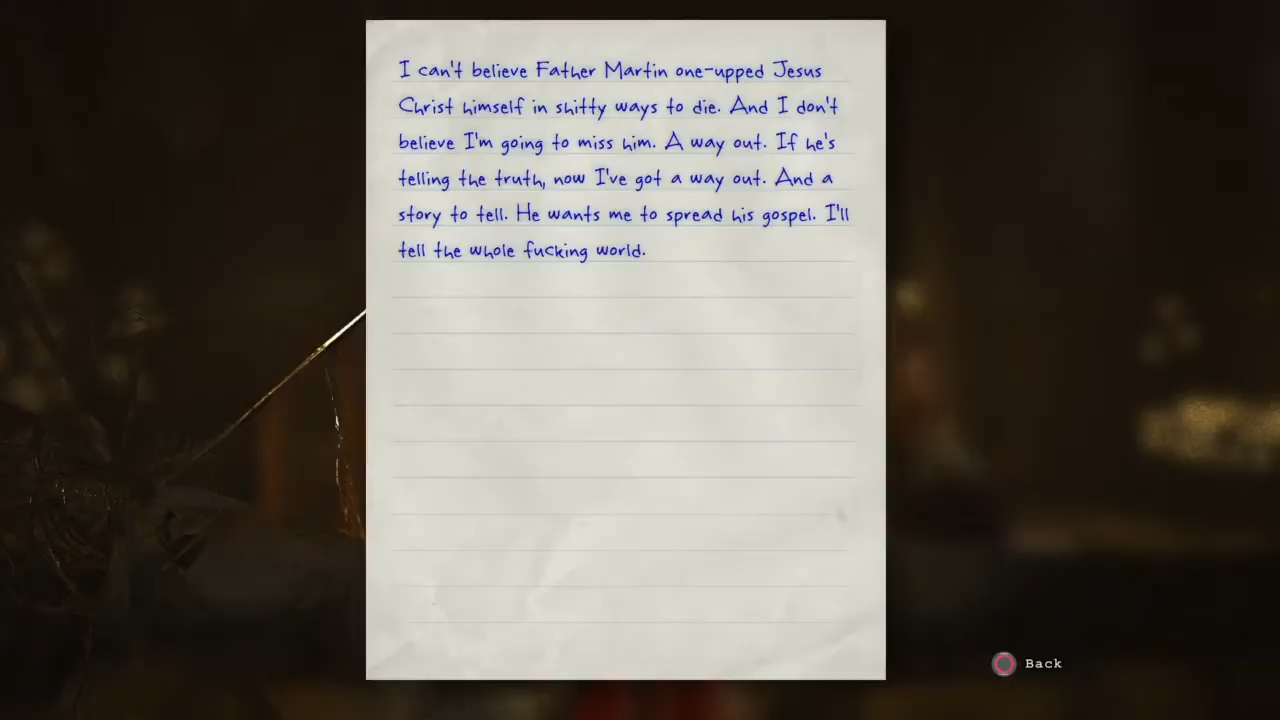 I can't believe Father Martin one-upped Jesus
Christ himself in shitty ways to die. And I don't
believe I'm going to miss him. A way out. If he's
telling the truth, now I've got a way out. And a
story to tell. He wants me to spread his gospel. I'll
tell the whole fucking world.
Back